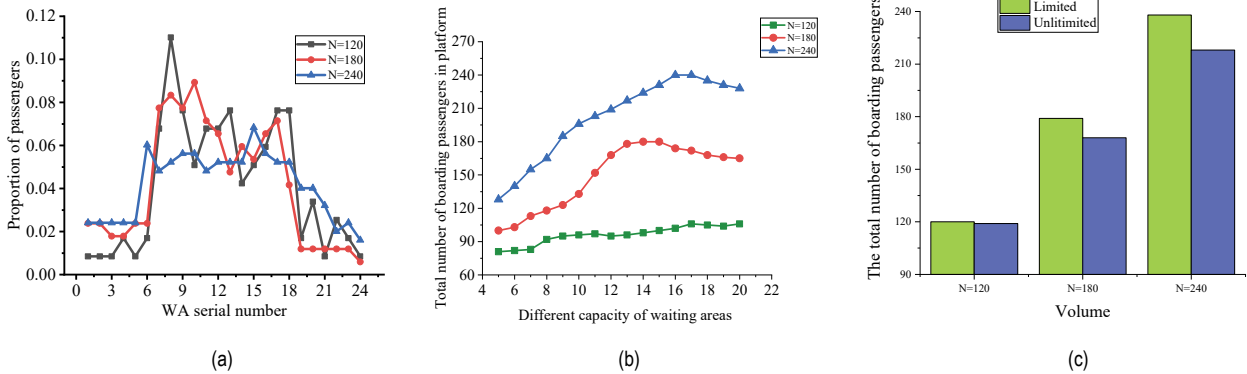 Proportion of passengers
0.12
0.10
0.08
0.06
0.04
0.02
0.00
N=120
N=180
N=240
0 3 6 9 12 15 18 21 24
WA serial number
(a)
Total number of boarding passengers in platform
270
240
210
180
150
120
90
60
N=120
N=180
N=240
4 6 8 10 12 14 16 18 20 22
Different capacity of waiting areas
(b)
The total number of boarding passengers
240
210
180
150
120
90
Limited
Unlitimited
N=120 N=180 N=240
Volume
(c)